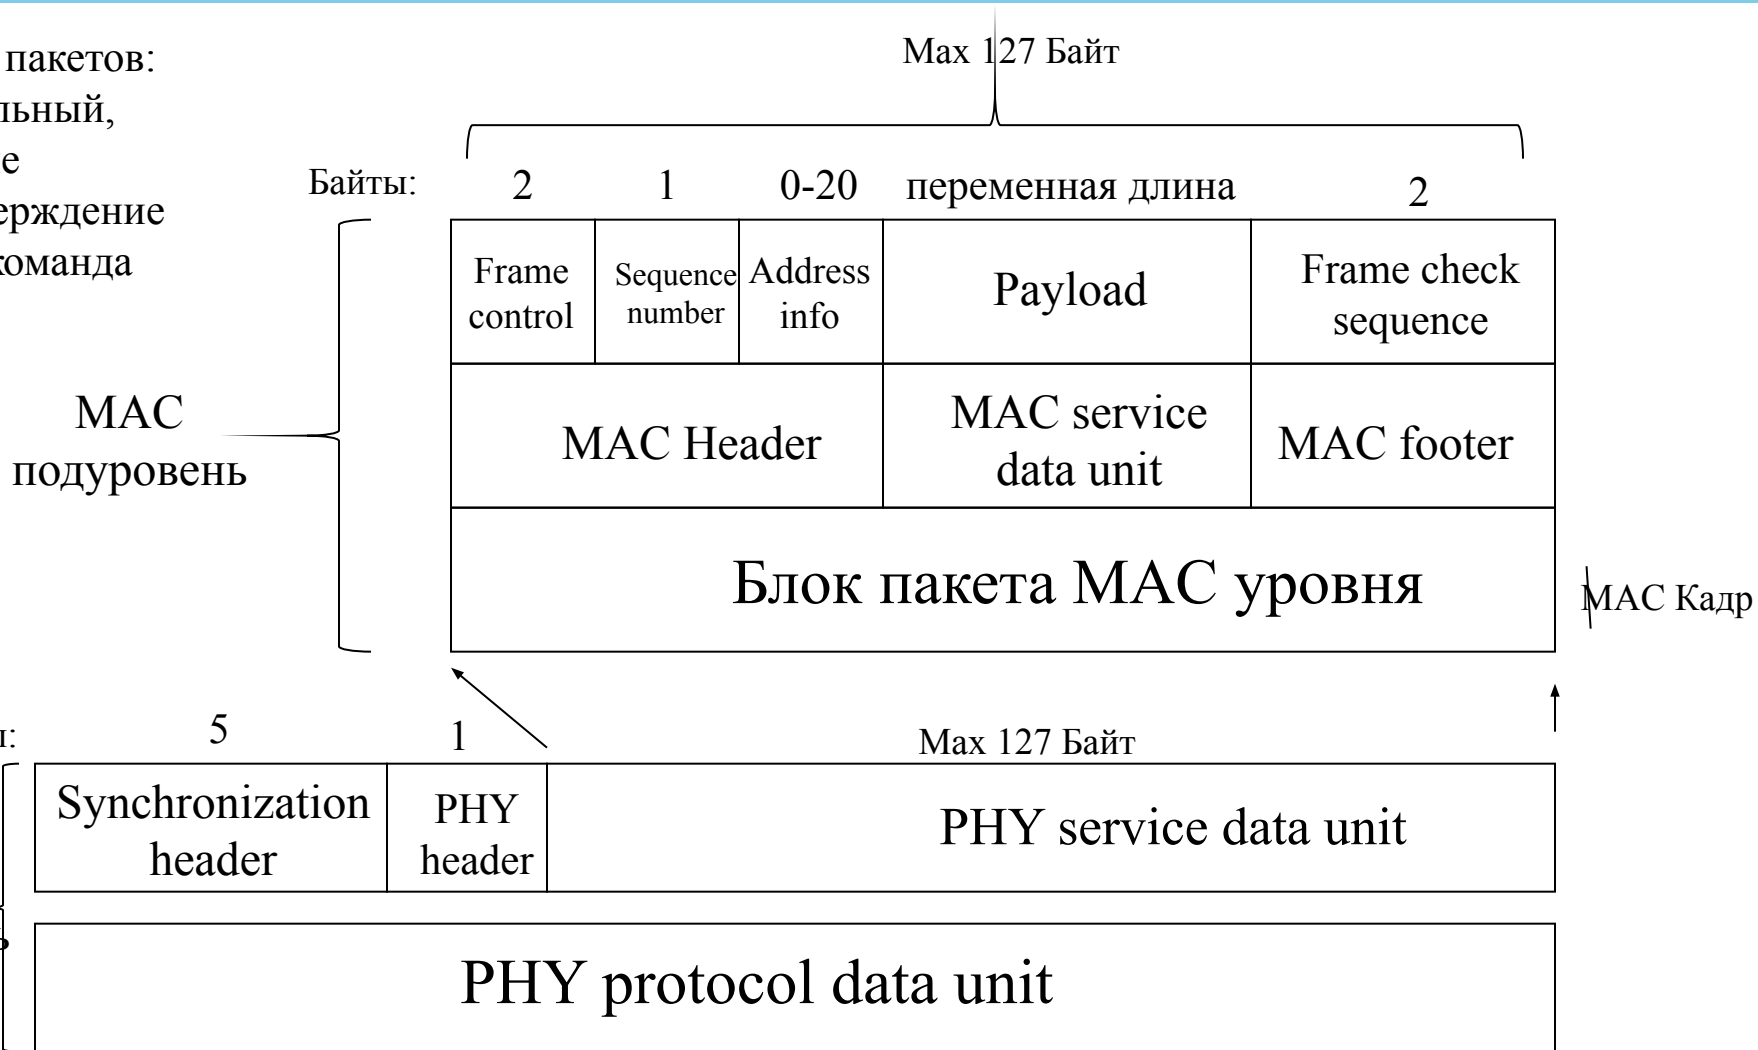 пакетов:
льный,
е
ерждение
команда
Max 127 Байт
Байты:
2
1
0-20
переменная длина
2
Frame
control
Sequence
number
Address
info
Payload
Frame check
sequence
MAC
подуровень
MAC Header
MAC service
data unit
MAC footer
Блок пакета MAC уровня
MAC Кадр
ы:
5
1
Max 127 Байт
Synchronization
header
PHY
header
PHY service data unit
ь
PHY protocol data unit